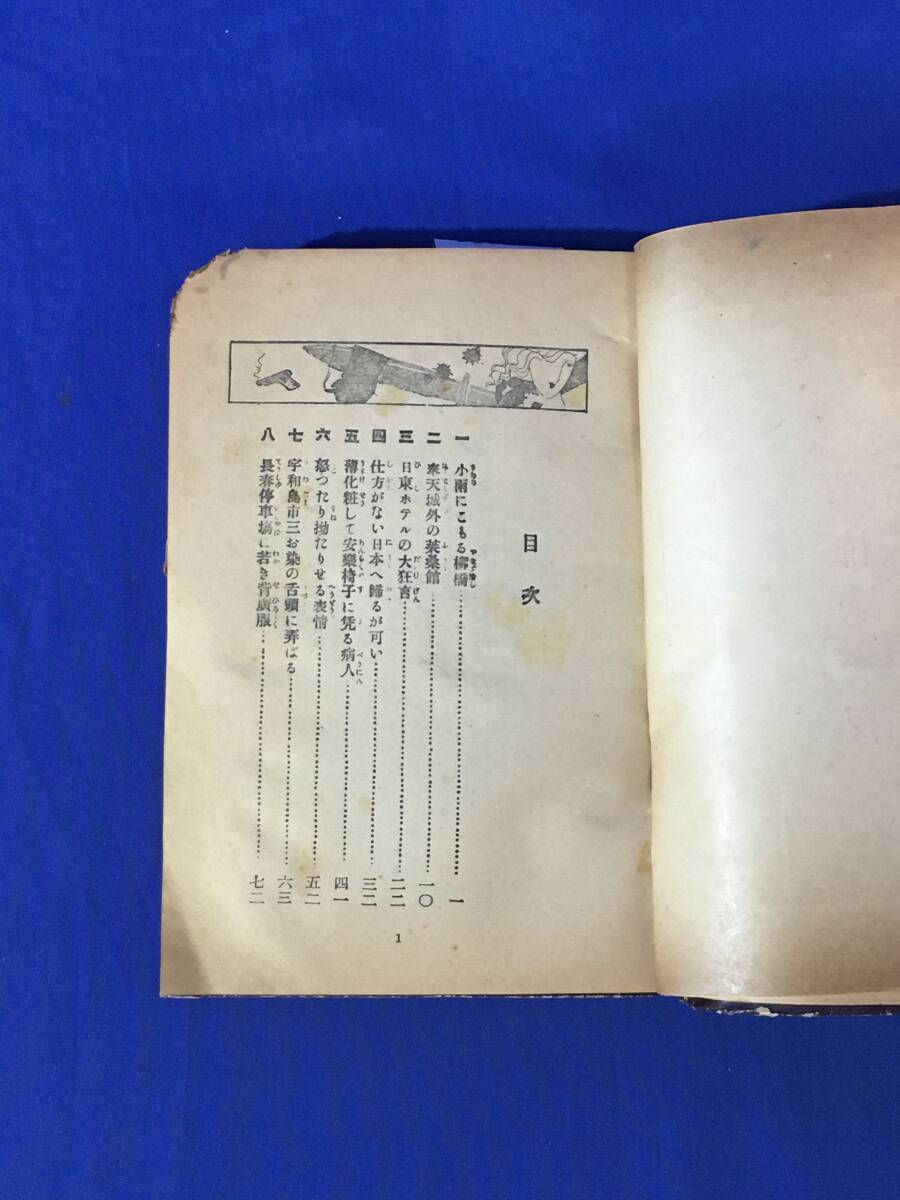 目次
一 小雨にこもる柳橋 一
二 奉天城外の薬桑館 一〇
三 日東ホテルの大狂言 二二
四 仕方がない日本へ歸るが可い 三二
五 薄化粧して安樂椅子に凭る病人 四一
六 怒つたり拗たりせる表情 五二
七 宇和島市三お染の舌頭に弄ばる 六三
八 長春停車場に若き背廣服 七二
1